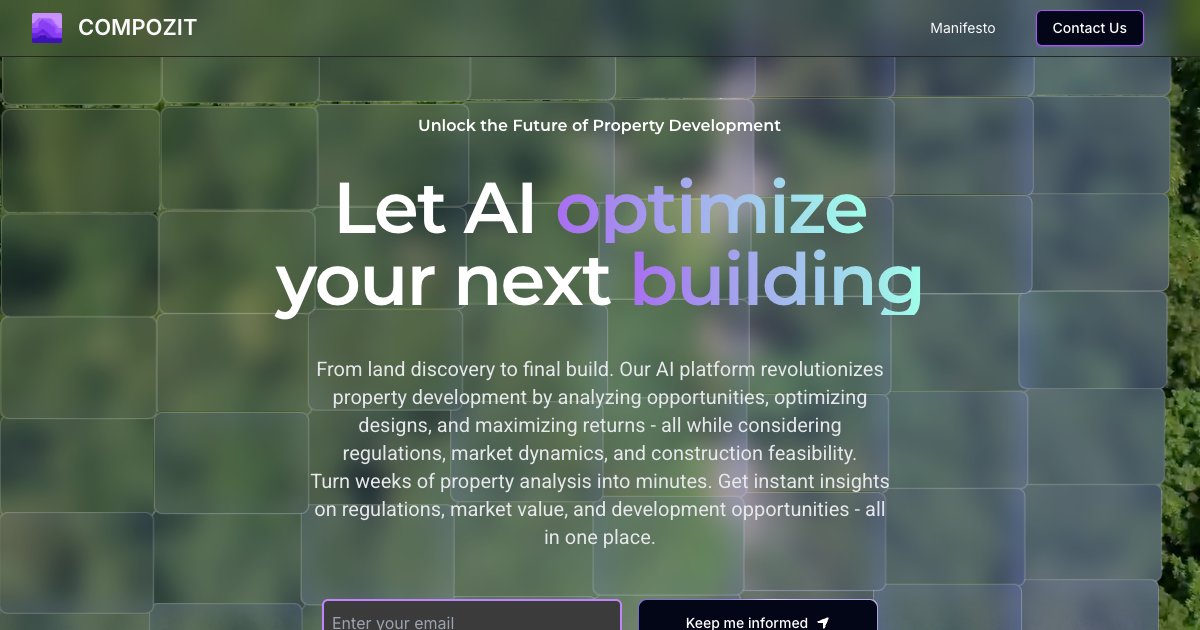 COMPOZIT
Manifesto
Contact Us
Unlock the Future of Property Development
Let AI optimize
your next building
From land discovery to final build. Our AI platform revolutionizes
property development by analyzing opportunities, optimizing
designs, and maximizing returns - all while considering
regulations, market dynamics, and construction feasibility.
Turn weeks of property analysis into minutes. Get instant insights
on regulations, market value, and development opportunities - all
in one place.
Enter your email
Keep me informed